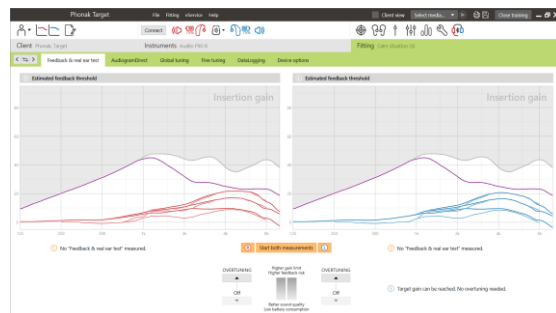 Phonak Target
File Fitting eService Help
Client view Select media... Close training
Connect
Client Phonak Target
Instruments Audéo P90-R
Fitting Calm situation
Feedback & real ear test AudiogramDirect Global tuning Fine tuning DataLogging Device options
Estimated feedback threshold
Estimated feedback threshold
Insertion gain
Insertion gain
No "Feedback & real ear test" measured.
Start both measurements
No "Feedback & real ear test" measured.
OVERTUNING
Off
Higher gain limit
Higher feedback risk
Better sound quality
Low battery consumption
OVERTUNING
Off
Target gain can be reached. No overtuning needed.